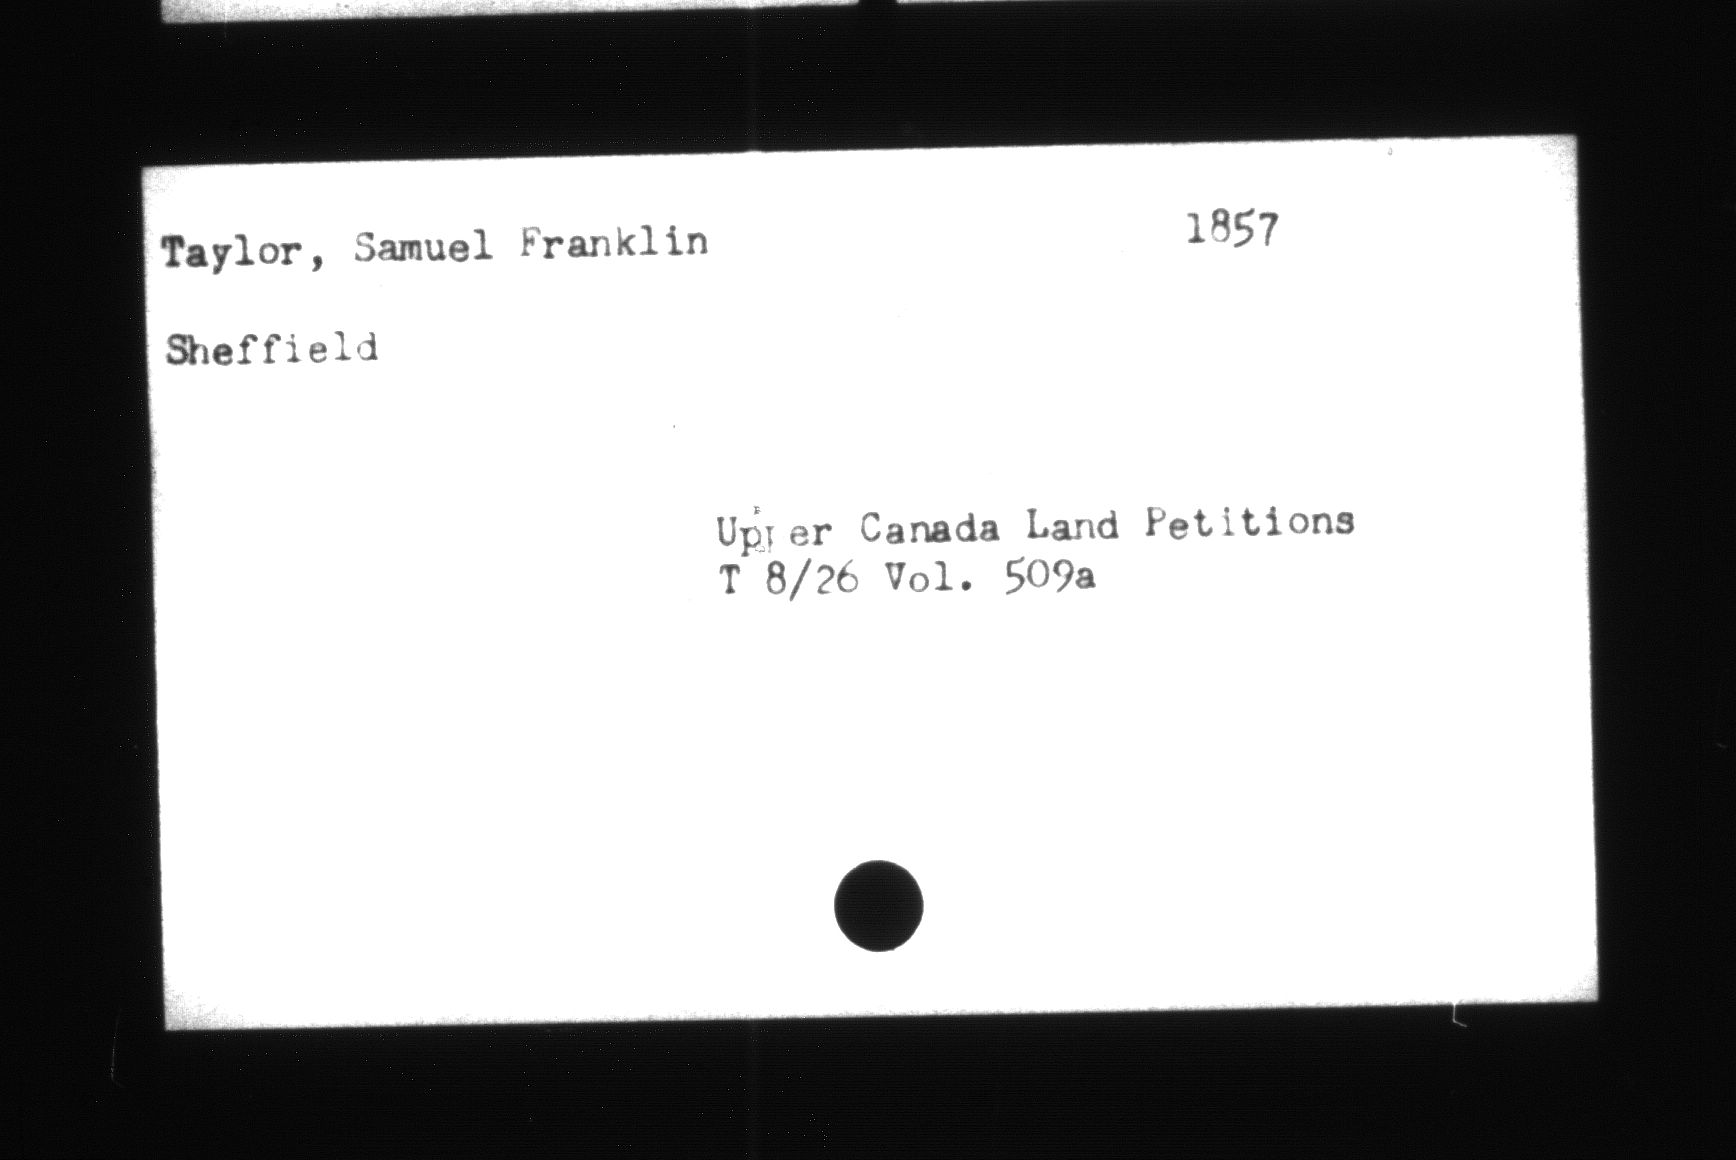 Taylor, Samuel Franklin 1857
Sheffield
Upper Canada Land Petitions
T 8/26 Vol. 509a